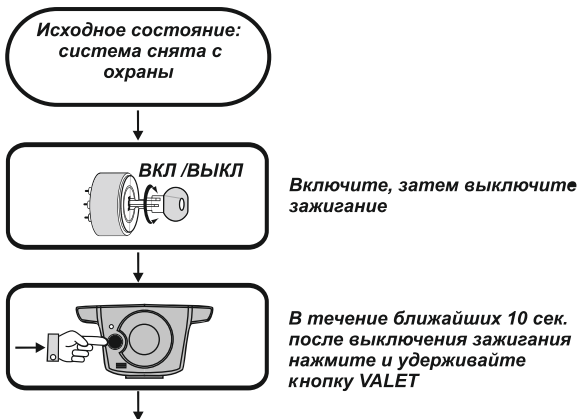 Исходное состояние:
система снята с
охраны
ВКЛ /ВЫКЛ
Включите, затем выключите
зажигание
В течение ближайших 10 сек.
после выключения зажигания
нажмите и удерживайте
кнопку VALET